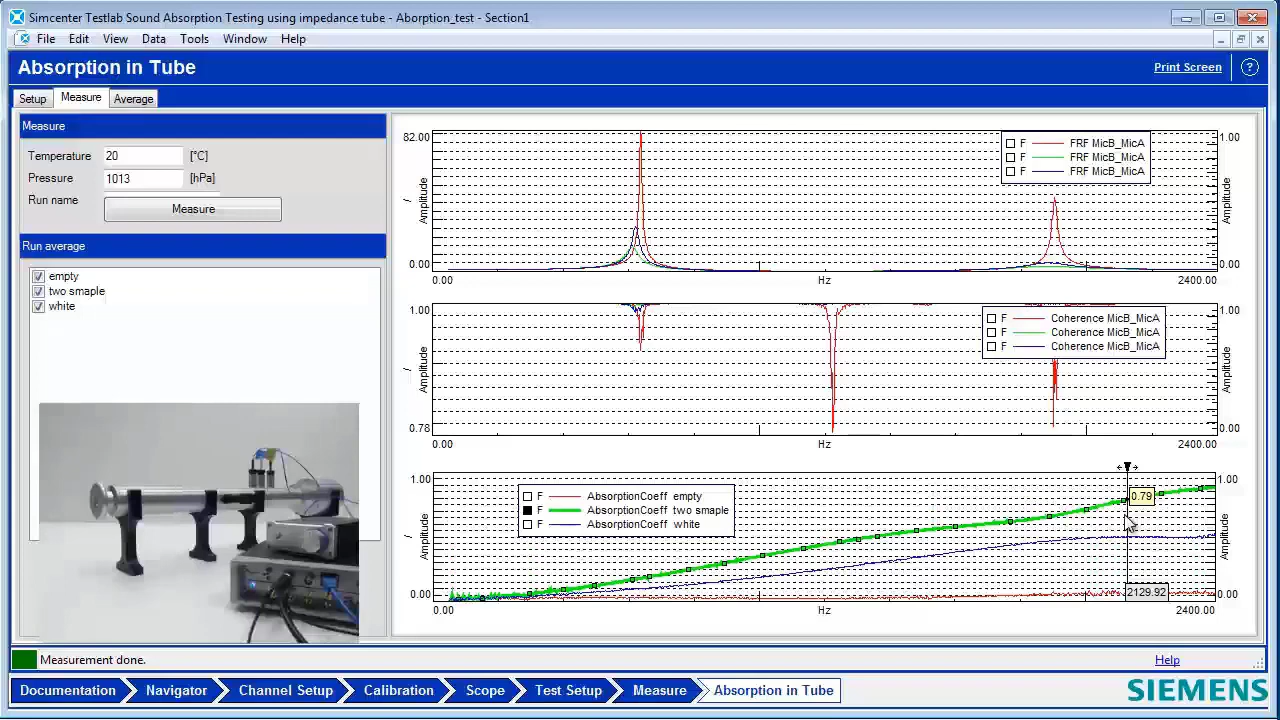 Simcenter Testlab Sound Absorption Testing using impedance tube - Aborption_test - Section1
File Edit View Data Tools Window Help
Absorption in Tube
Print Screen
?
Setup Measure Average
Measure
Temperature 20 [°C]
Pressure 1013 [hPa]
Run name
Measure
Run average
empty
two smaple
white
82.00
1.00
F FRF MicB_MicA
F FRF MicB_MicA
F FRF MicB_MicA
/
Amplitude
Amplitude
0.00
0.00
0.00 Hz 2400.00
1.00
1.00
F Coherence MicB_MicA
F Coherence MicB_MicA
F Coherence MicB_MicA
/
Amplitude
Amplitude
0.78
0.00
0.00 Hz 2400.00
1.00
1.00
F AbsorptionCoeff empty
F AbsorptionCoeff two smaple
F AbsorptionCoeff white
0.79
/
Amplitude
Amplitude
2129.92
0.00
0.00
0.00 Hz 2400.00
Measurement done.
Help
Documentation Navigator Channel Setup Calibration Scope Test Setup Measure Absorption in Tube
SIEMENS